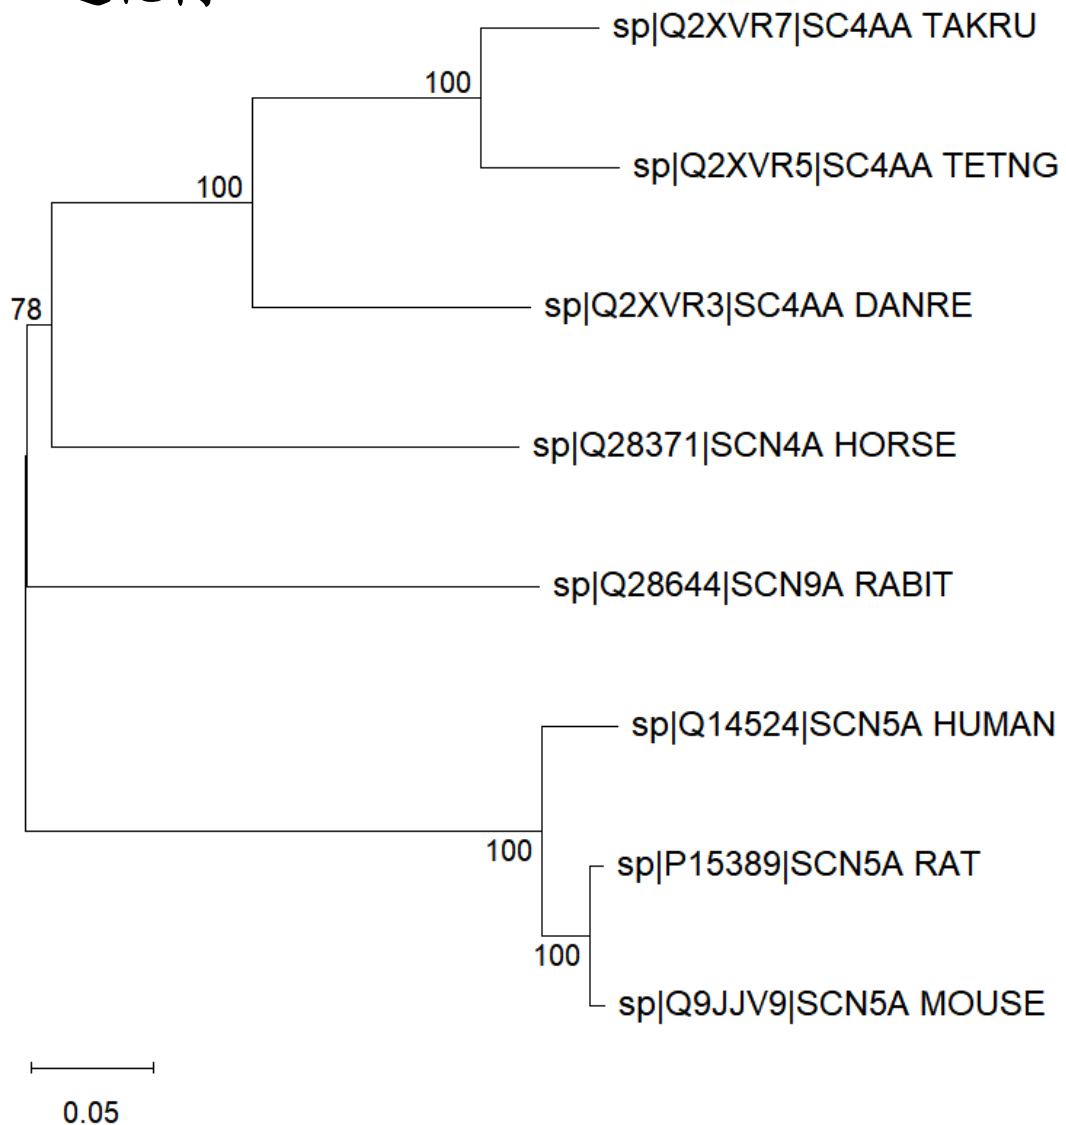 sp|Q2XVR7|SC4AA TAKRU
100
sp|Q2XVR5|SC4AA TETNG
100
sp|Q2XVR3|SC4AA DANRE
78
sp|Q28371|SCN4A HORSE
sp|Q28644|SCN9A RABIT
sp|Q14524|SCN5A HUMAN
100
sp|P15389|SCN5A RAT
100
sp|Q9JJV9|SCN5A MOUSE
0.05